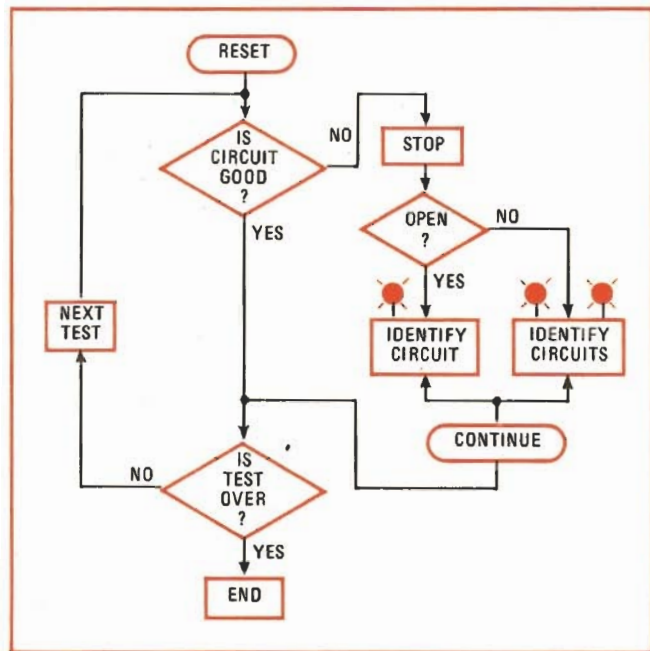 RESET
IS
CIRCUIT
GOOD
?
NO
STOP
YES
OPEN
?
NO
YES
NEXT
TEST
IDENTIFY
CIRCUIT
IDENTIFY
CIRCUITS
CONTINUE
IS
TEST
OVER
?
NO
YES
END